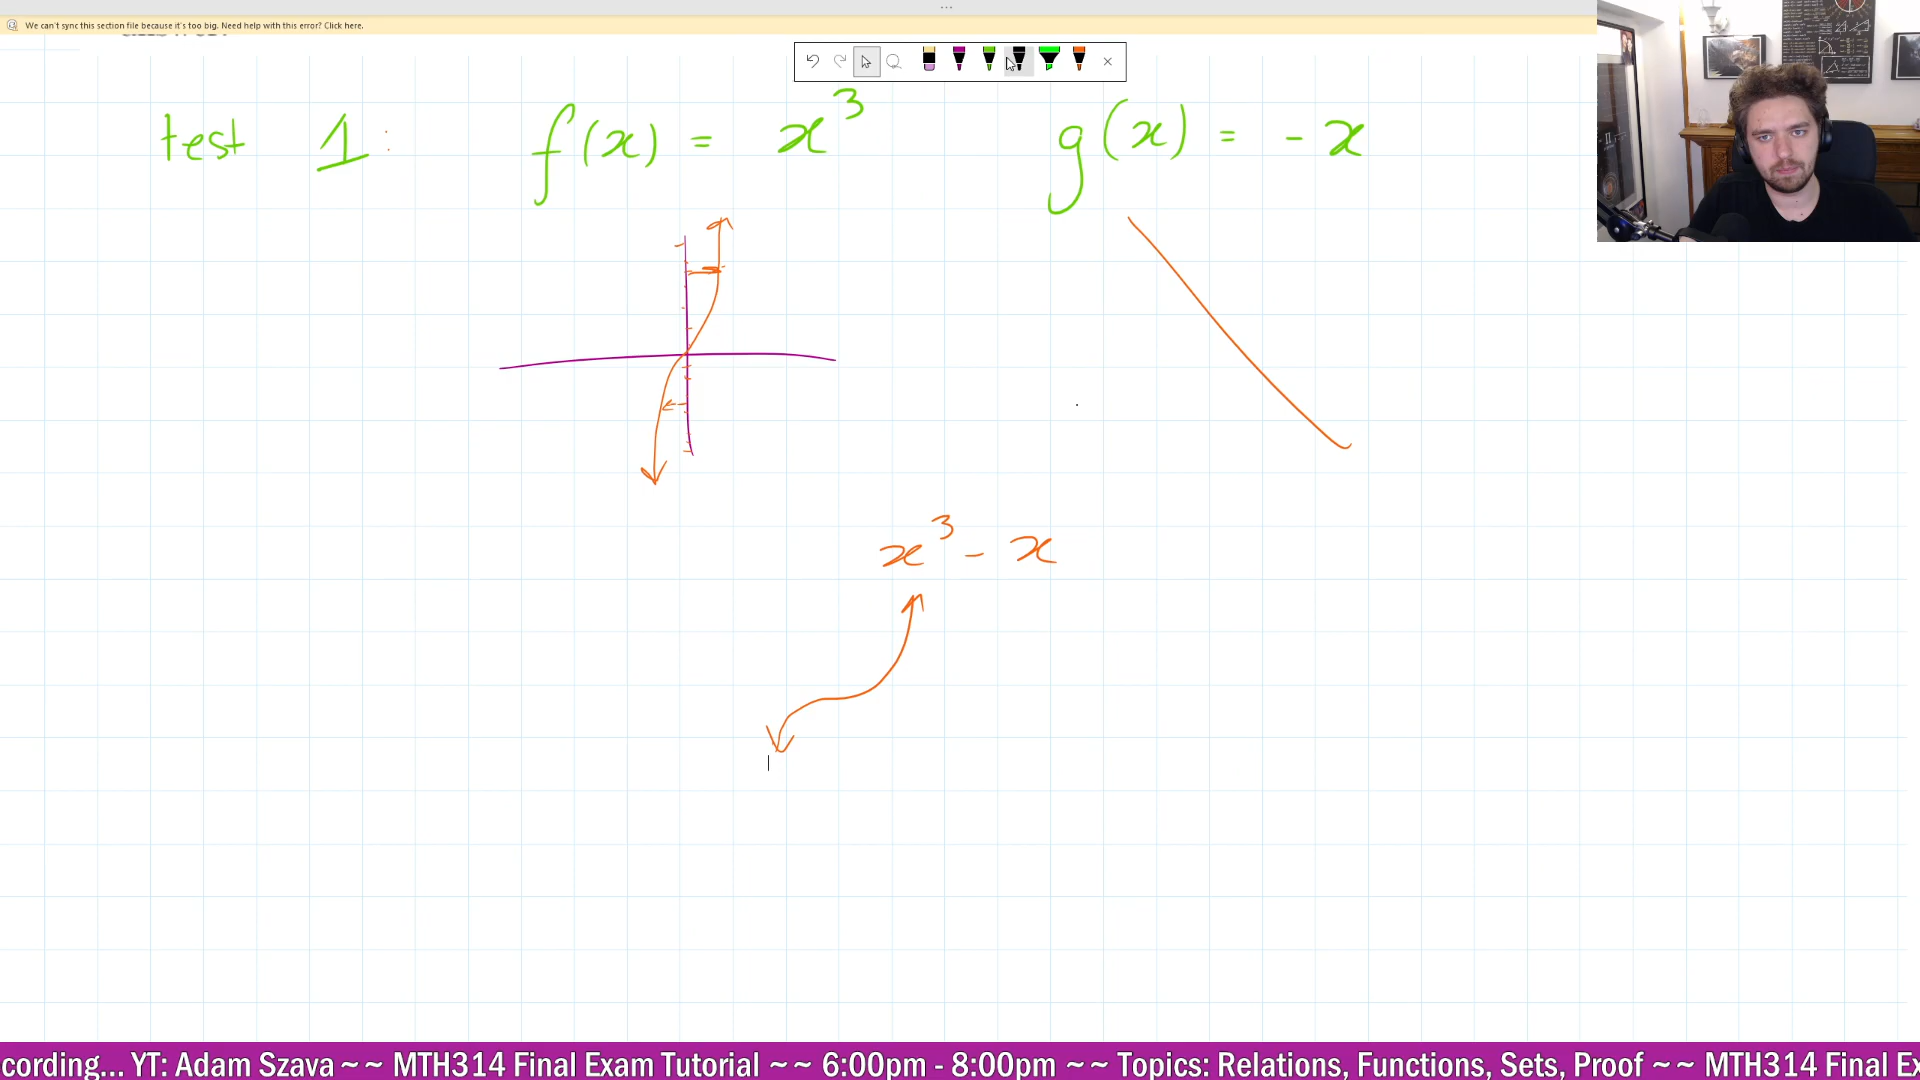 We can't sync this section file because it's too big. Need help with this error? Click here.
test 1: f(x) = x³ g(x) = -x
x³ - x
cording... YT: Adam Szava ~~ MTH314 Final Exam Tutorial ~~ 6:00pm - 8:00pm ~~ Topics: Relations, Functions, Sets, Proof ~~ MTH314 Final Ex